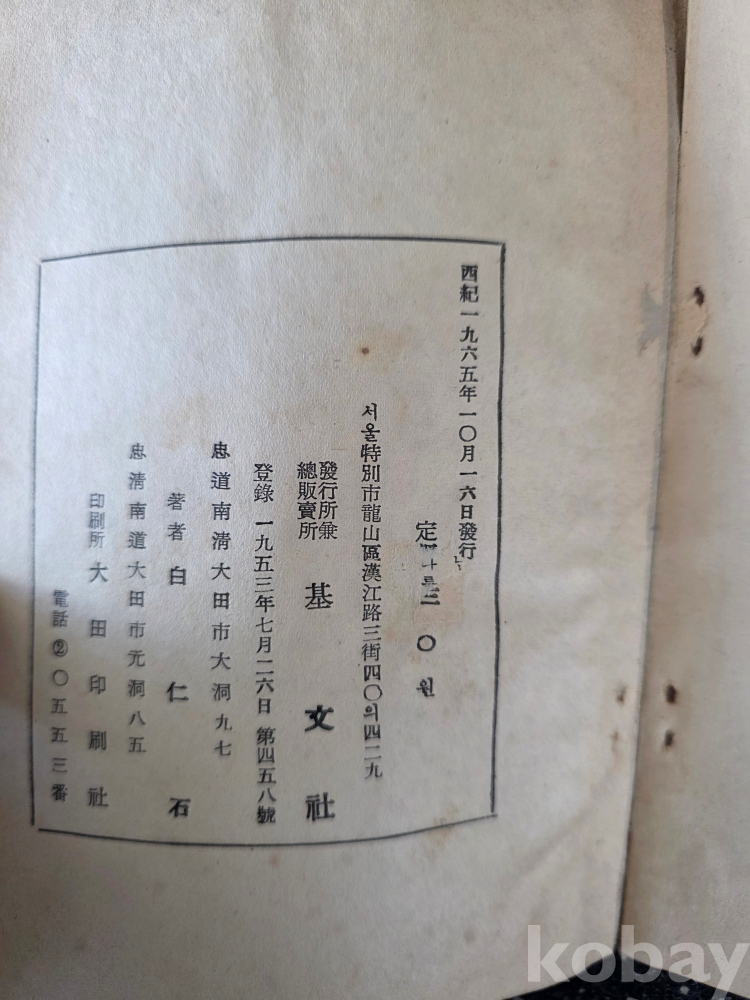 西紀一九六五年一〇月一六日發行
定 三〇원
서울特別市龍山區漢江路三街四〇의四二九
發行所兼
總販賣所 基文社
登錄 一九五三年七月二六日 第四五八號
忠道南清大田市大洞九七
著者 白仁石
忠清南道大田市元洞八五
印刷所 大田印刷社
電話②〇五五三番
kobay